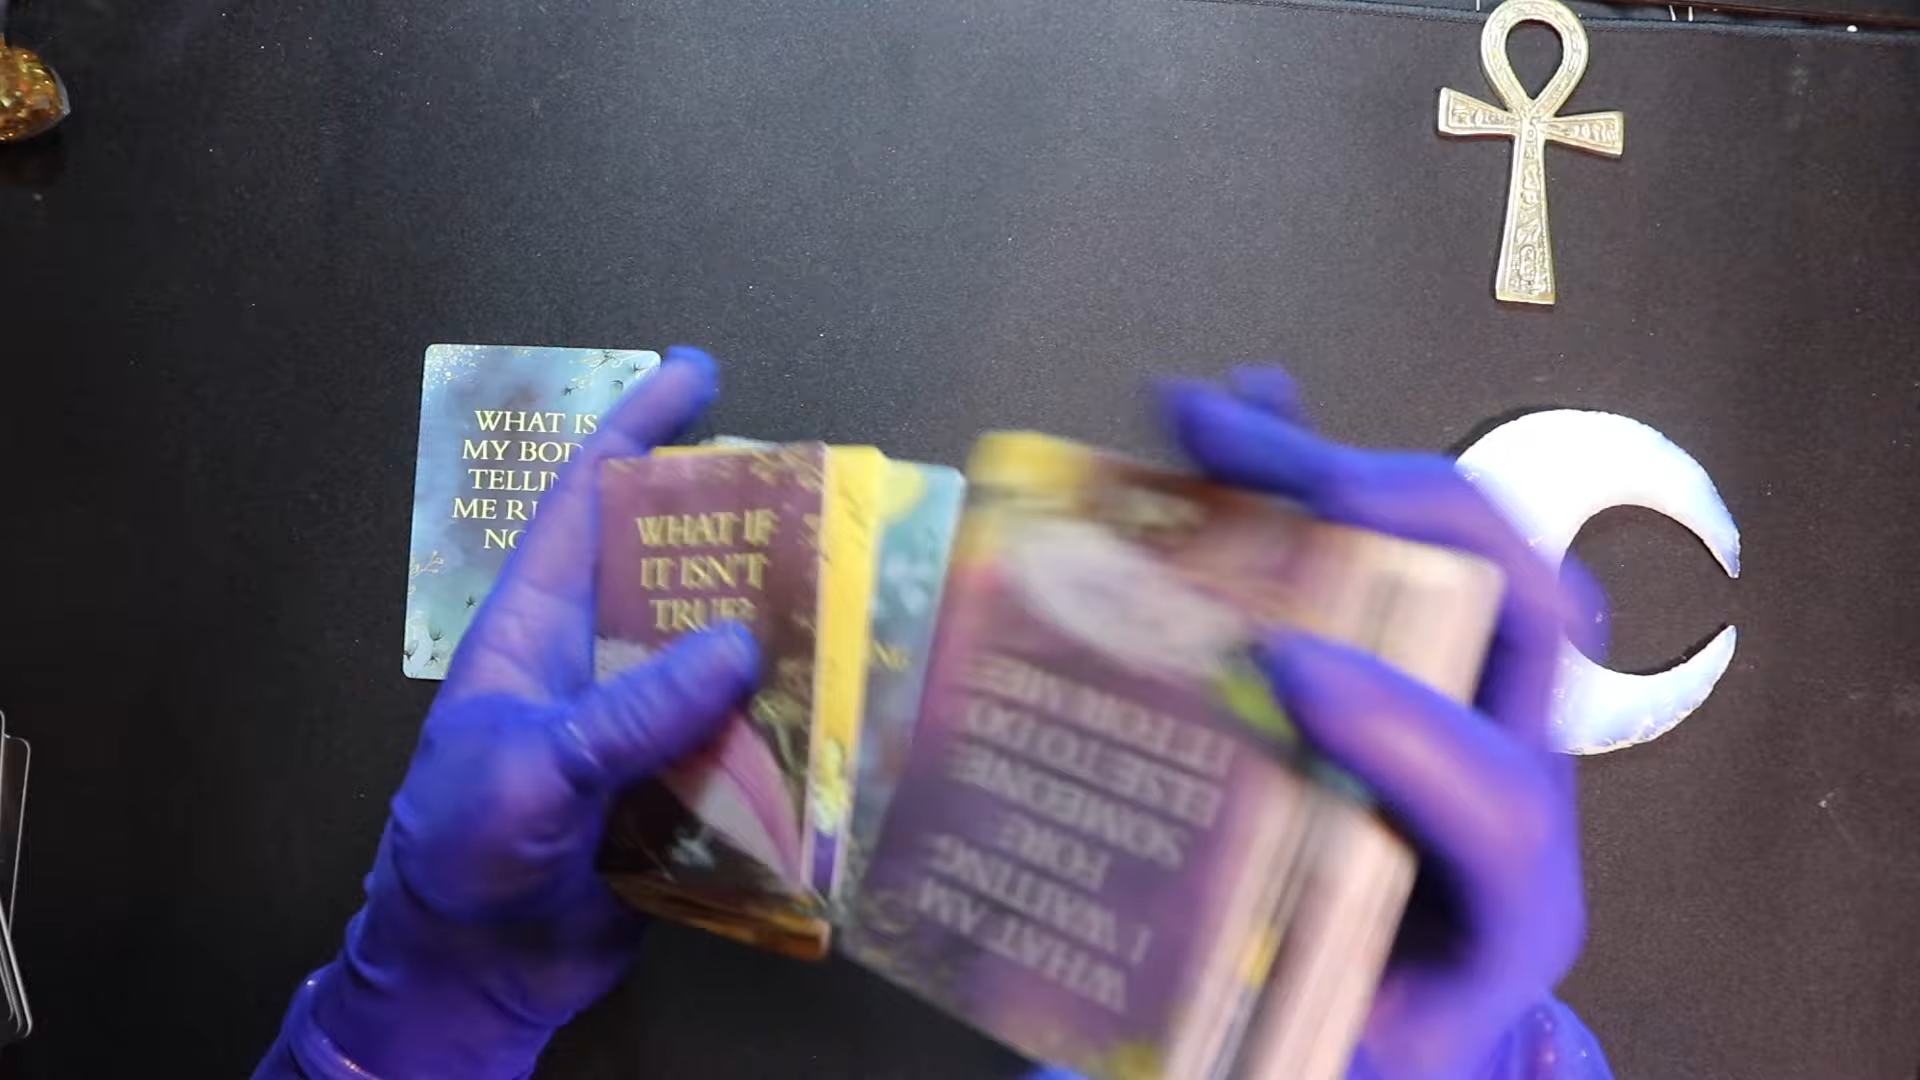 WHAT IS
MY BOD
TELLIN
ME RI
NO
WHAT IF
IT ISN'T
TRUE?
WHAT AM
I WAITING
FOR
SOMEONE
ELSE TO DO
IT FOR ME?